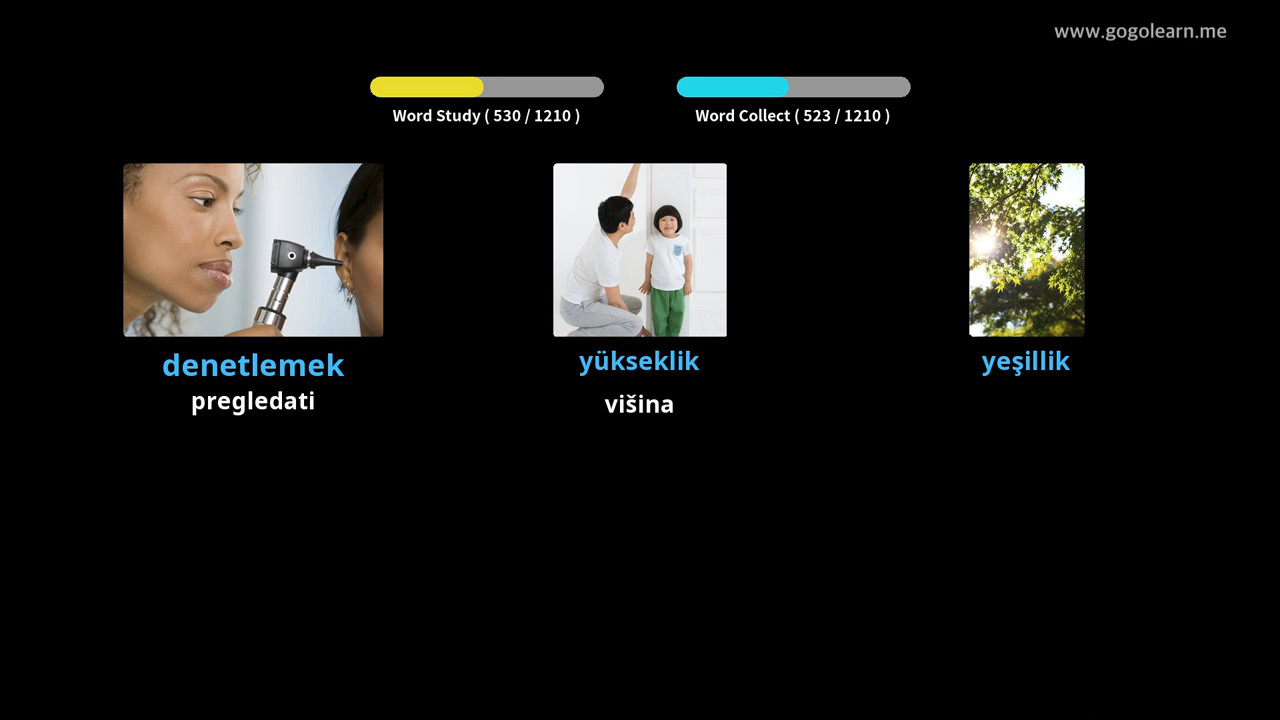 www.gogolearn.me
Word Study ( 530 / 1210 )
Word Collect ( 523 / 1210 )
denetlemek
pregledati
yükseklik
višina
yeşillik